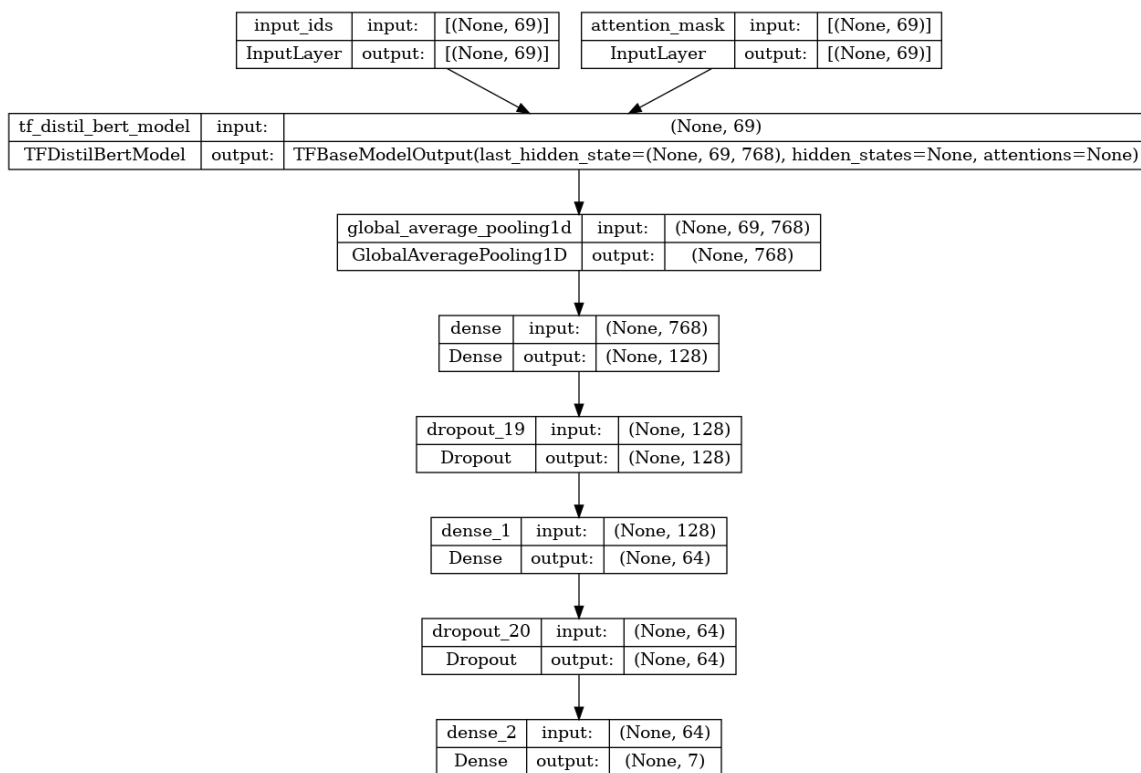 input_ids input: [(None, 69)]
InputLayer output: [(None, 69)]
attention_mask input: [(None, 69)]
InputLayer output: [(None, 69)]
tf_distil_bert_model input: (None, 69)
TFDistilBertModel output: TFBaseModelOutput(last_hidden_state=(None, 69, 768), hidden_states=None, attentions=None)
global_average_pooling1d input: (None, 69, 768)
GlobalAveragePooling1D output: (None, 768)
dense input: (None, 768)
Dense output: (None, 128)
dropout_19 input: (None, 128)
Dropout output: (None, 128)
dense_1 input: (None, 128)
Dense output: (None, 64)
dropout_20 input: (None, 64)
Dropout output: (None, 64)
dense_2 input: (None, 64)
Dense output: (None, 7)